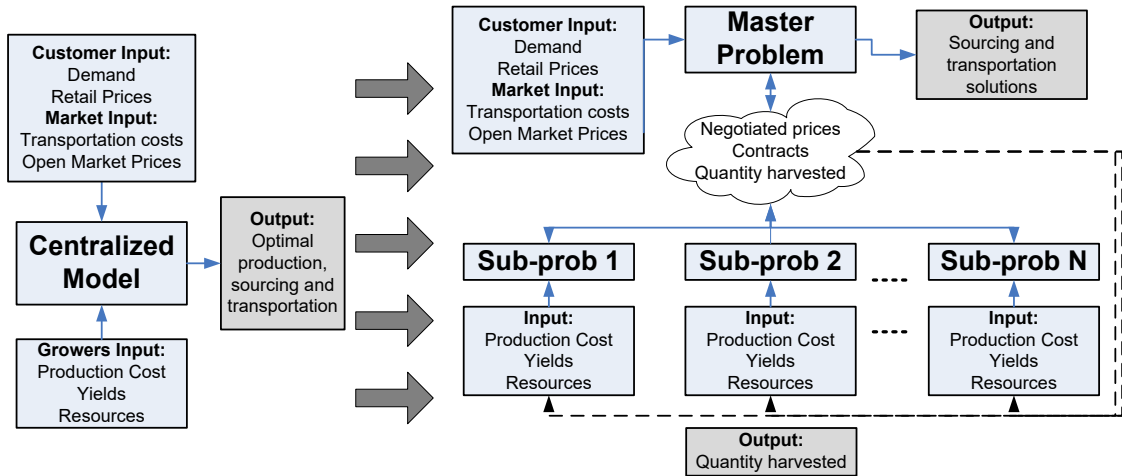 Customer Input:
Demand
Retail Prices
Market Input:
Transportation costs
Open Market Prices
Centralized
Model
Growers Input:
Production Cost
Yields
Resources
Output:
Optimal
production,
sourcing and
transportation
Customer Input:
Demand
Retail Prices
Market Input:
Transportation costs
Open Market Prices
Master
Problem
Output:
Sourcing and
transportation
solutions
Negotiated prices
Contracts
Quantity harvested
Sub-prob 1
Sub-prob 2
Sub-prob N
Input:
Production Cost
Yields
Resources
Input:
Production Cost
Yields
Resources
Input:
Production Cost
Yields
Resources
Output:
Quantity harvested